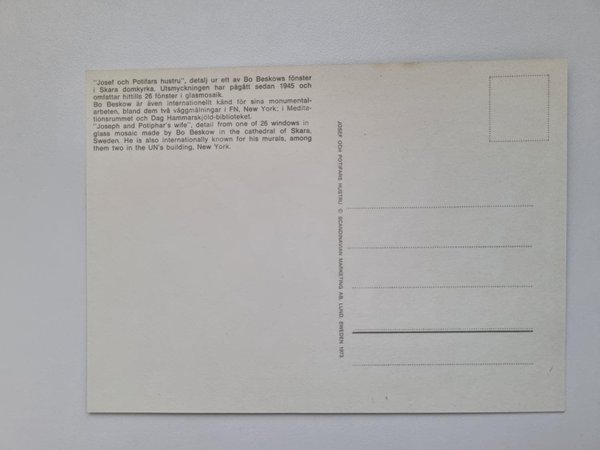 "Josef och Potifars hustru", detalj ur ett av Bo Beskows fönster
i Skara domkyrka. Utsmyckningen har pågått sedan 1945 och
omfattar hittills 26 fönster i glasmosaik.
Bo Beskow är även internationellt känd för sina monumental-
arbeten, bland dem två väggmålningar i FN, New York: i Medita-
tionsrummet och Dag Hammarskjöld-biblioteket.
"Joseph and Potiphar's wife", detail from one of 26 windows in
glass mosaic made by Bo Beskow in the cathedral of Skara,
Sweden. He is also internationally known for his murals, among
them two in the UN's building, New York.
JOSEF OCH POTIFARS HUSTRU. © SCANDINAVIAN MARKETING AB, LUND, SWEDEN 1973.